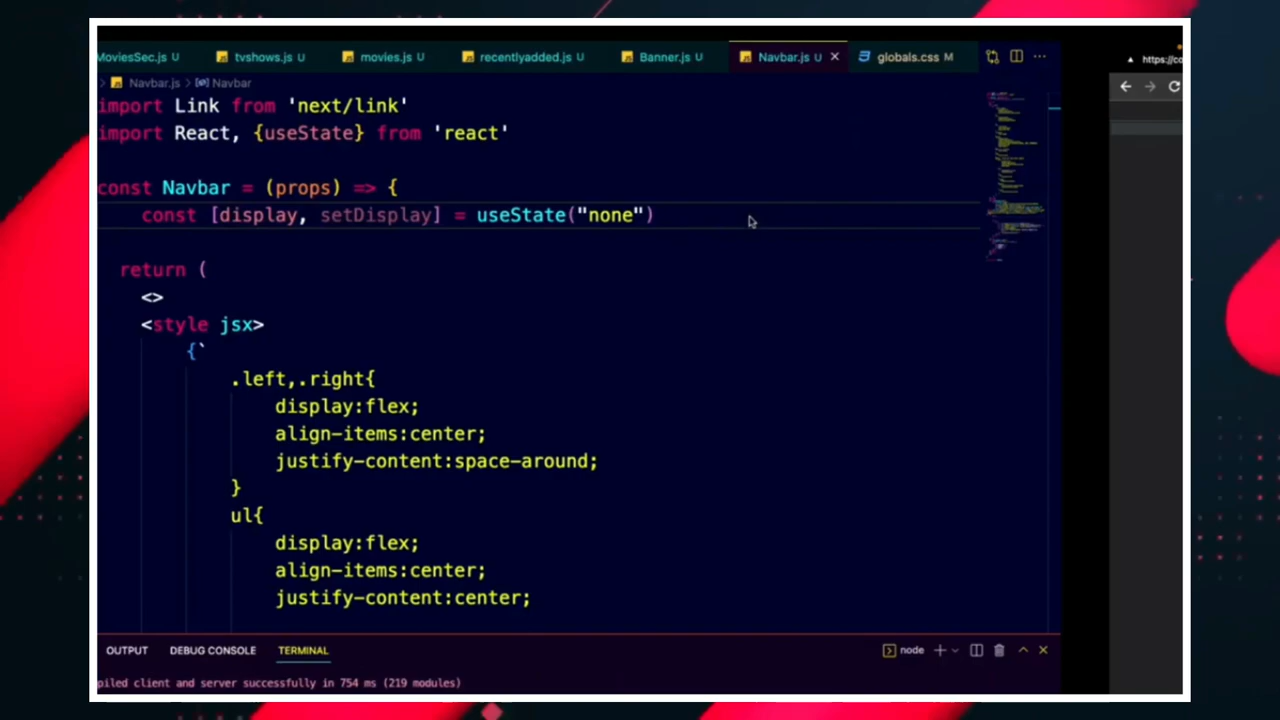 MoviesSec.js U tvshows.js U movies.js U recentlyadded.js U Banner.js U Navbar.js U globals.css M
https://co
Navbar.js > Navbar
import Link from 'next/link'
import React, {useState} from 'react'
const Navbar = (props) => {
const [display, setDisplay] = useState("none")
return (
<>
<style jsx>
{`
.left,.right{
display:flex;
align-items:center;
justify-content:space-around;
}
ul{
display:flex;
align-items:center;
justify-content:center;
OUTPUT DEBUG CONSOLE TERMINAL node
piled client and server successfully in 754 ms (219 modules)